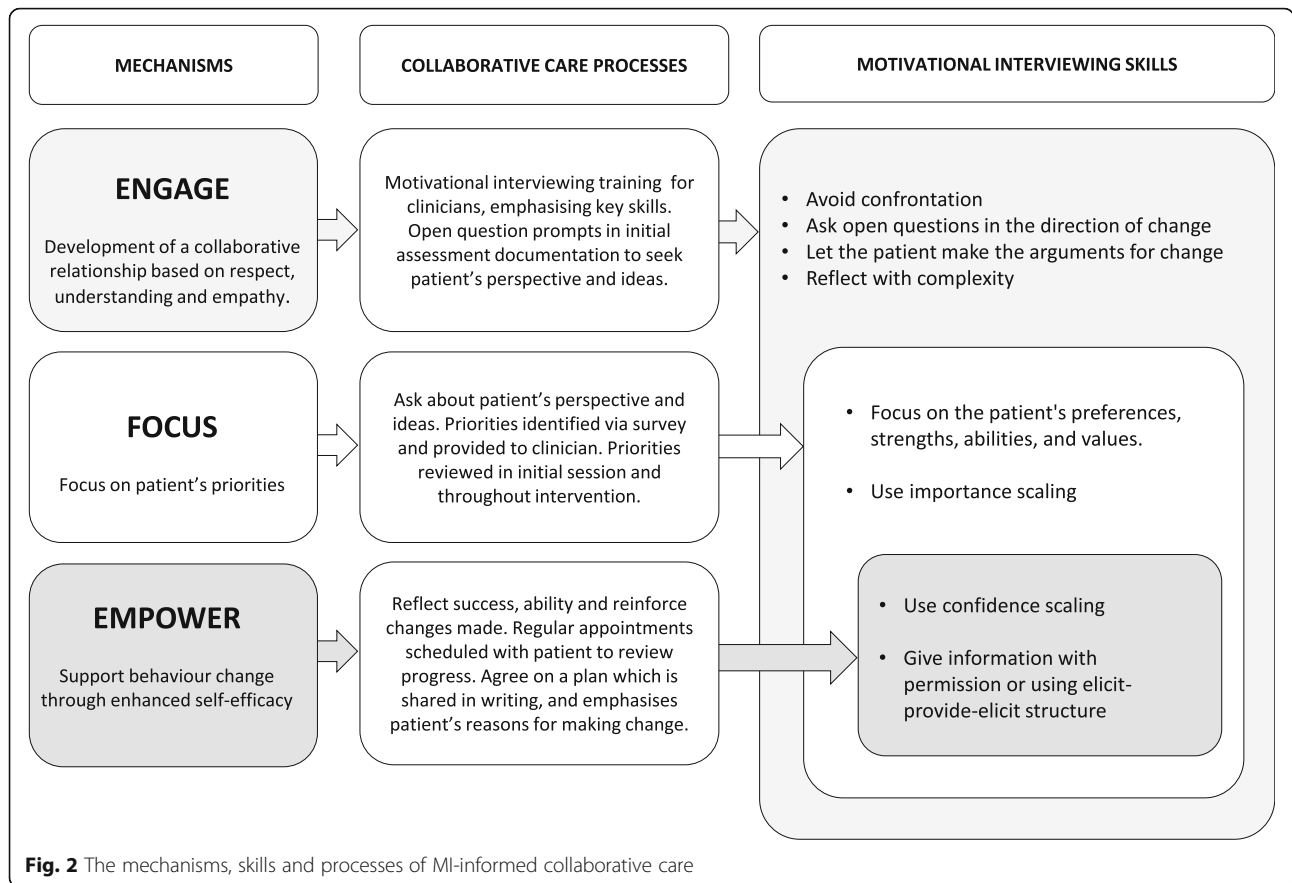 MECHANISMS
COLLABORATIVE CARE PROCESSES
MOTIVATIONAL INTERVIEWING SKILLS
ENGAGE
Development of a collaborative
relationship based on respect,
understanding and empathy.
Motivational interviewing training for
clinicians, emphasising key skills.
Open question prompts in initial
assessment documentation to seek
patient’s perspective and ideas.
• Avoid confrontation
• Ask open questions in the direction of change
• Let the patient make the arguments for change
• Reflect with complexity
FOCUS
Focus on patient’s priorities
Ask about patient’s perspective and
ideas. Priorities identified via survey
and provided to clinician. Priorities
reviewed in initial session and
throughout intervention.
• Focus on the patient's preferences,
strengths, abilities, and values.
• Use importance scaling
EMPOWER
Support behaviour change
through enhanced self-efficacy
Reflect success, ability and reinforce
changes made. Regular appointments
scheduled with patient to review
progress. Agree on a plan which is
shared in writing, and emphasises
patient’s reasons for making change.
• Use confidence scaling
• Give information with
permission or using elicit-
provide-elicit structure
Fig. 2 The mechanisms, skills and processes of MI-informed collaborative care